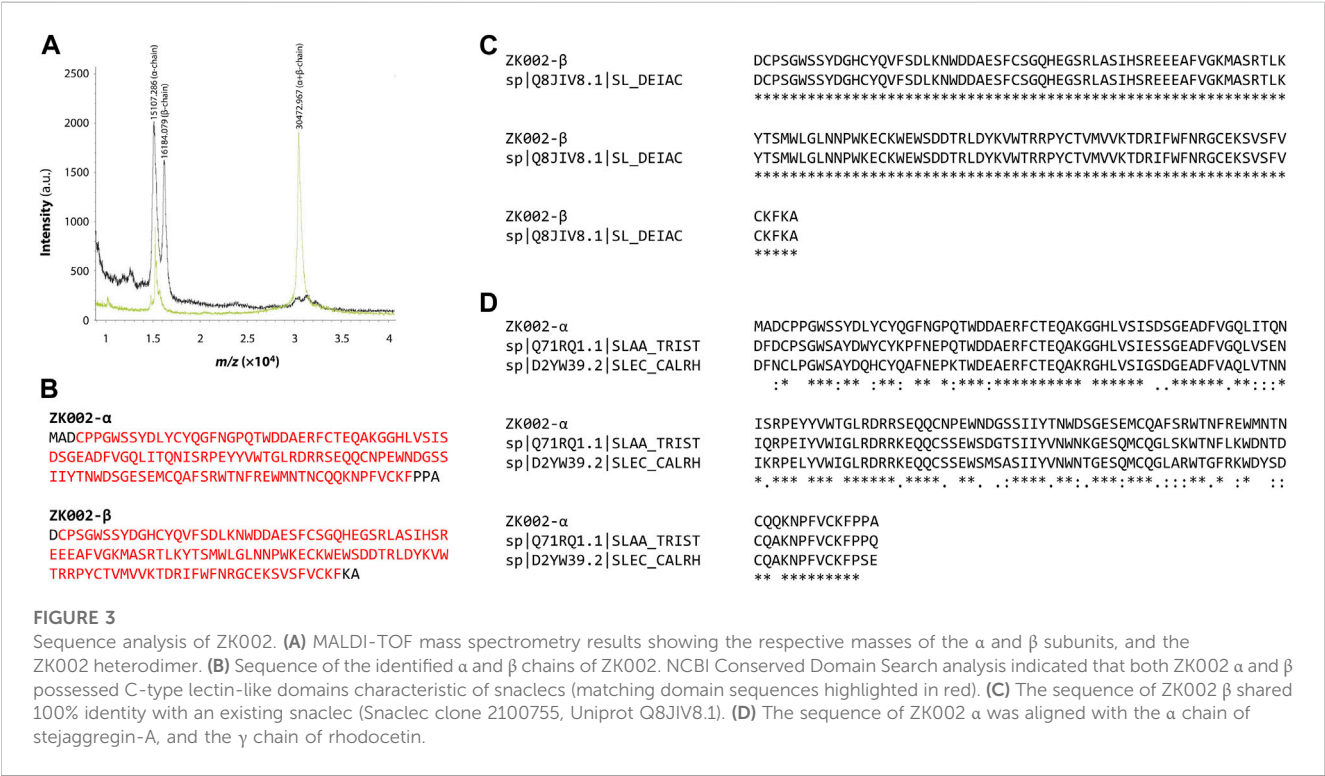 A
Intensity (a.u.)
2500
2000
1500
1000
500
0
15107.286 (α-chain)
16184.079 (β-chain)
30472.967 (α+β-chain)
1 1.5 2 2.5 3 3.5 4
m/z (×10⁴)
B
ZK002-α
MADCPPGWSSYDLYCYQGFNGPQTWDDAERFCTEQAKGGHLVSIS
DSGEADFVGQLITQNISRPEYYVWTGLRDRRSEQQCNPEWNDGSS
IIYTNWDSGESEMCQAFSRWTNFREWMNTNCQQKNPFVCKFPPA
ZK002-β
DCPSGWSSYDGHCYQVFSDLKNWDDAESFCSGQHEGSRLASIHSR
EEEAFVGKMASRTLKYTSMWLGLNNPWKECKWEWSDDTRLDYKVW
TRRPYCTVMVVKTDRIFWFNRGCEKSVSFVCKFKA
C
ZK002-β DCPSGWSSYDGHCYQVFSDLKNWDDAESFCSGQHEGSRLASIHSREEEAFVGKMASRTLK
sp|Q8JIV8.1|SL_DEIAC DCPSGWSSYDGHCYQVFSDLKNWDDAESFCSGQHEGSRLASIHSREEEAFVGKMASRTLK
************************************************************
ZK002-β YTSMWLGLNNPWKECKWEWSDDTRLDYKVWTRRPYCTVMVVKTDRIFWFNRGCEKSVSFV
sp|Q8JIV8.1|SL_DEIAC YTSMWLGLNNPWKECKWEWSDDTRLDYKVWTRRPYCTVMVVKTDRIFWFNRGCEKSVSFV
************************************************************
ZK002-β CKFKA
sp|Q8JIV8.1|SL_DEIAC CKFKA
*****
D
ZK002-α MADCPPGWSSYDLYCYQGFNGPQTWDDAERFCTEQAKGGHLVSISDSGEADFVGQLITQN
sp|Q71RQ1.1|SLAA_TRIST DFDCPSGWSAYDWYCYKPFNEPQTWDDAERFCTEQAKGGHLVSIESSGEADFVGQLVSEN
sp|D2YW39.2|SLEC_CALRH DFNCLPGWSAYDQHCYQAFNEPKTWDEAERFCTEQAKRGHLVSIGSDGEADFVAQLVTNN
:* ***:** :**: ** *:***:********** ****** ..******.**:::*
ZK002-α ISRPEYYVWTGLRDRRSEQQCNPEWNDGSSIIYTNWDSGESEMCQAFSRWTNFREWMNTN
sp|Q71RQ1.1|SLAA_TRIST IQRPEIYVWIGLRDRRKEQQCSSEWSDGTSIIYVNWNKGESQMCQGLSKWTNFLKWDNTD
sp|D2YW39.2|SLEC_CALRH IKRPELYVWIGLRDRRKEQQCSSEWSMSASIIYVNWNTGESQMCQGLARWTGFRKWDYSD
*.*** *** ******.****. **. .:****.**:.***:***.:::**.* :* ::
ZK002-α CQQKNPFVCKFPPA
sp|Q71RQ1.1|SLAA_TRIST CQAKNPFVCKFPPQ
sp|D2YW39.2|SLEC_CALRH CQAKNPFVCKFPSE
** *********
FIGURE 3
Sequence analysis of ZK002. (A) MALDI-TOF mass spectrometry results showing the respective masses of the α and β subunits, and the
ZK002 heterodimer. (B) Sequence of the identified α and β chains of ZK002. NCBI Conserved Domain Search analysis indicated that both ZK002 α and β
possessed C-type lectin-like domains characteristic of snaclecs (matching domain sequences highlighted in red). (C) The sequence of ZK002 β shared
100% identity with an existing snaclec (Snaclec clone 2100755, Uniprot Q8JIV8.1). (D) The sequence of ZK002 α was aligned with the α chain of
stejaggregin-A, and the γ chain of rhodocetin.